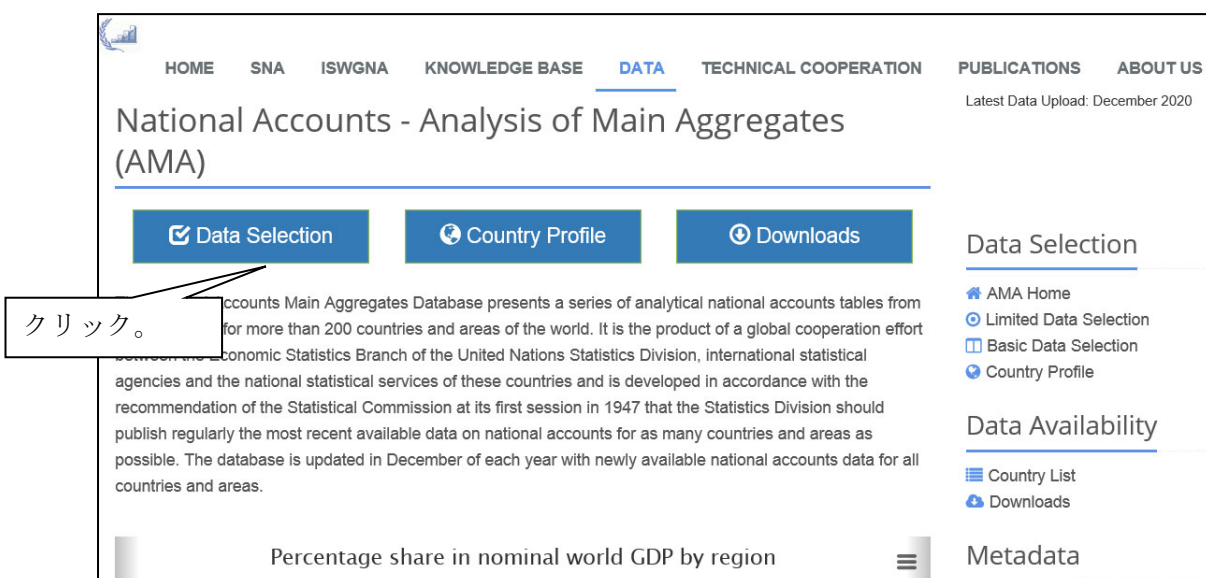 HOME SNA ISWGNA KNOWLEDGE BASE DATA TECHNICAL COOPERATION PUBLICATIONS ABOUT US
Latest Data Upload: December 2020
National Accounts - Analysis of Main Aggregates
(AMA)
Data Selection Country Profile Downloads
クリック。
ccounts Main Aggregates Database presents a series of analytical national accounts tables from
for more than 200 countries and areas of the world. It is the product of a global cooperation effort
between the Economic Statistics Branch of the United Nations Statistics Division, international statistical
agencies and the national statistical services of these countries and is developed in accordance with the
recommendation of the Statistical Commission at its first session in 1947 that the Statistics Division should
publish regularly the most recent available data on national accounts for as many countries and areas as
possible. The database is updated in December of each year with newly available national accounts data for all
countries and areas.
Percentage share in nominal world GDP by region
Data Selection
AMA Home
Limited Data Selection
Basic Data Selection
Country Profile
Data Availability
Country List
Downloads
Metadata